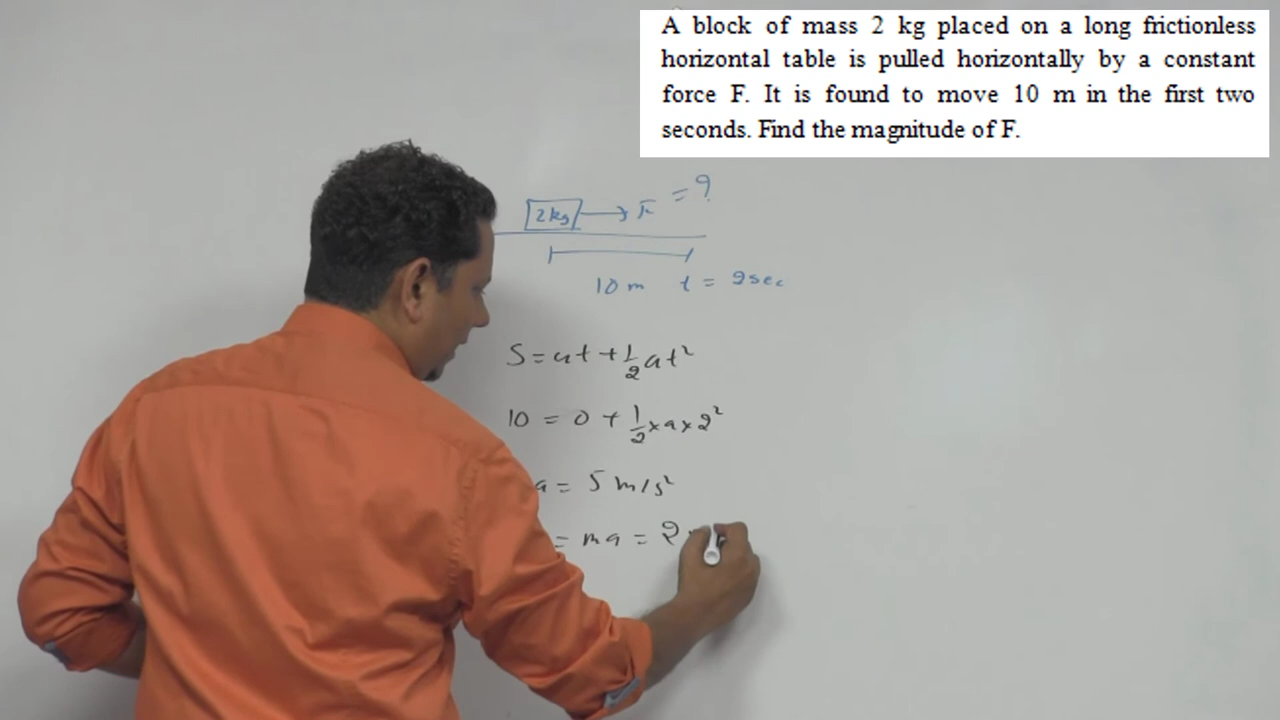 A block of mass 2 kg placed on a long frictionless
horizontal table is pulled horizontally by a constant
force F. It is found to move 10 m in the first two
seconds. Find the magnitude of F.
2kg → F = ?
10 m t = 2sec
S = ut + 1/2 at²
10 = 0 + 1/2 × a × 2²
a = 5 m/s²
= ma = 2